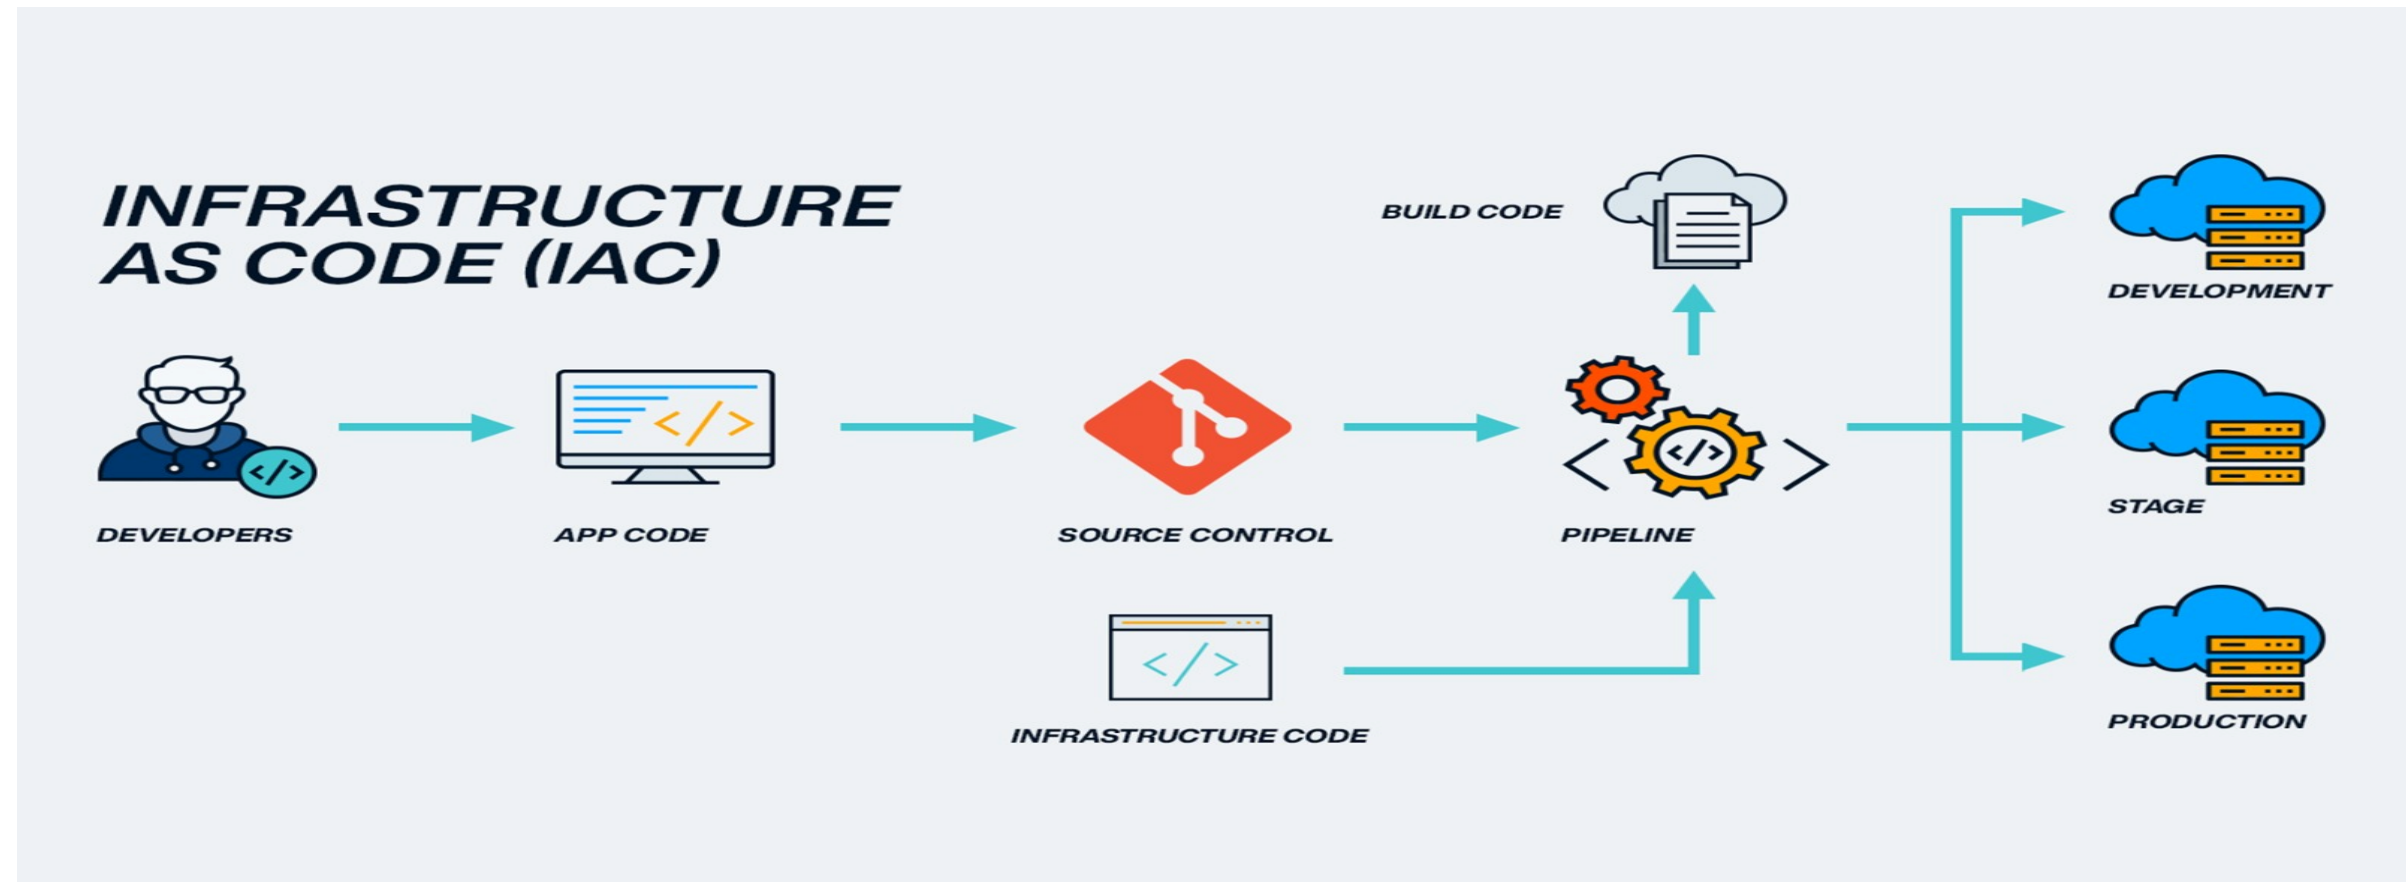 INFRASTRUCTURE
AS CODE (IAC)
BUILD CODE
DEVELOPMENT
DEVELOPERS
APP CODE
SOURCE CONTROL
PIPELINE
STAGE
INFRASTRUCTURE CODE
PRODUCTION